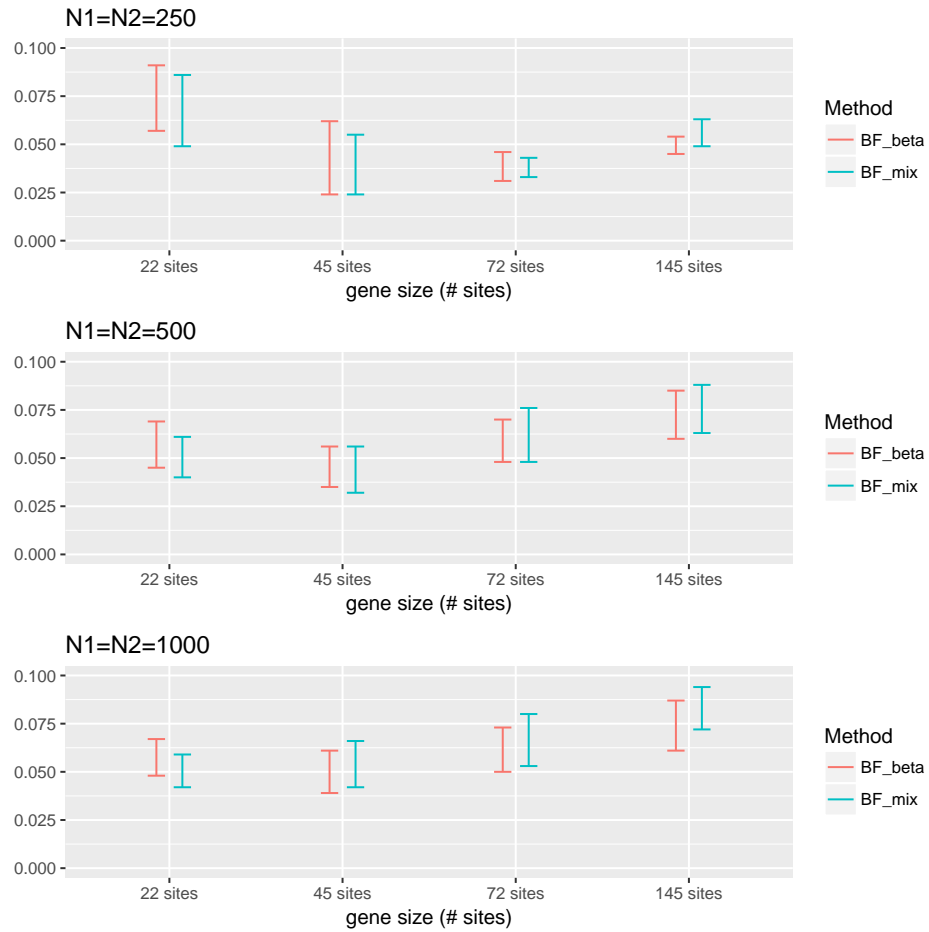 N1=N2=250
0.100
0.075
0.050
0.025
0.000
22 sites
45 sites
72 sites
145 sites
gene size (# sites)
Method
BF_beta
BF_mix
N1=N2=500
0.100
0.075
0.050
0.025
0.000
22 sites
45 sites
72 sites
145 sites
gene size (# sites)
Method
BF_beta
BF_mix
N1=N2=1000
0.100
0.075
0.050
0.025
0.000
22 sites
45 sites
72 sites
145 sites
gene size (# sites)
Method
BF_beta
BF_mix